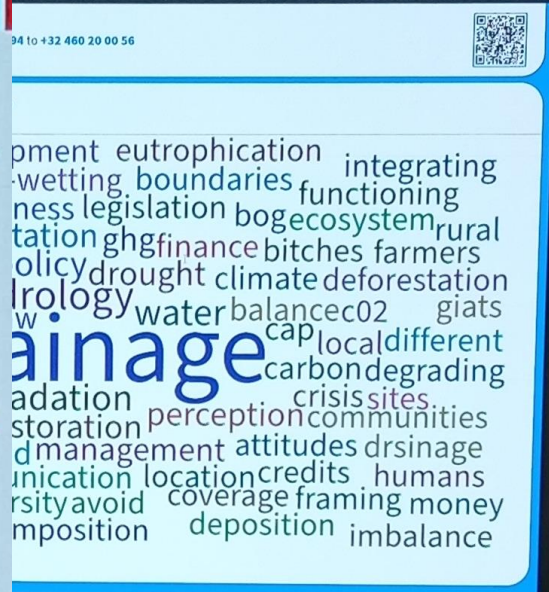 94 to +32 460 20 00 56
pment eutrophication integrating
-wetting boundaries functioning
ness legislation bog ecosystem rural
tation ghg finance bitches farmers
olicy drought climate deforestation
drology water balance c02 giats
w
ainage cap local different
carbon degrading
adation crisis sites
storation perception communities
d management attitudes drsinage
unication location credits humans
rsity avoid coverage framing money
mposition deposition imbalance